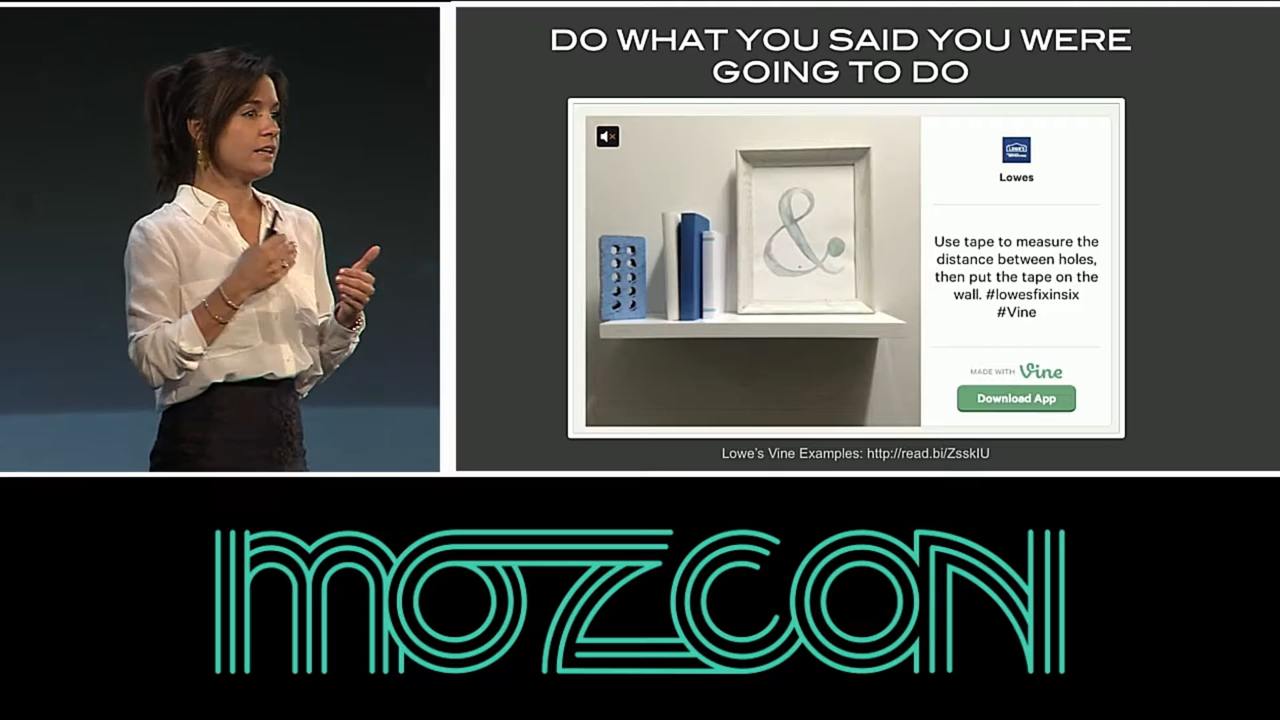 DO WHAT YOU SAID YOU WERE
GOING TO DO
&
LOWE'S
Lowes
Use tape to measure the
distance between holes,
then put the tape on the
wall. #lowesfixinsix
#Vine
MADE WITH Vine
Download App
Lowe's Vine Examples: http://read.bi/ZsskIU
mozcon